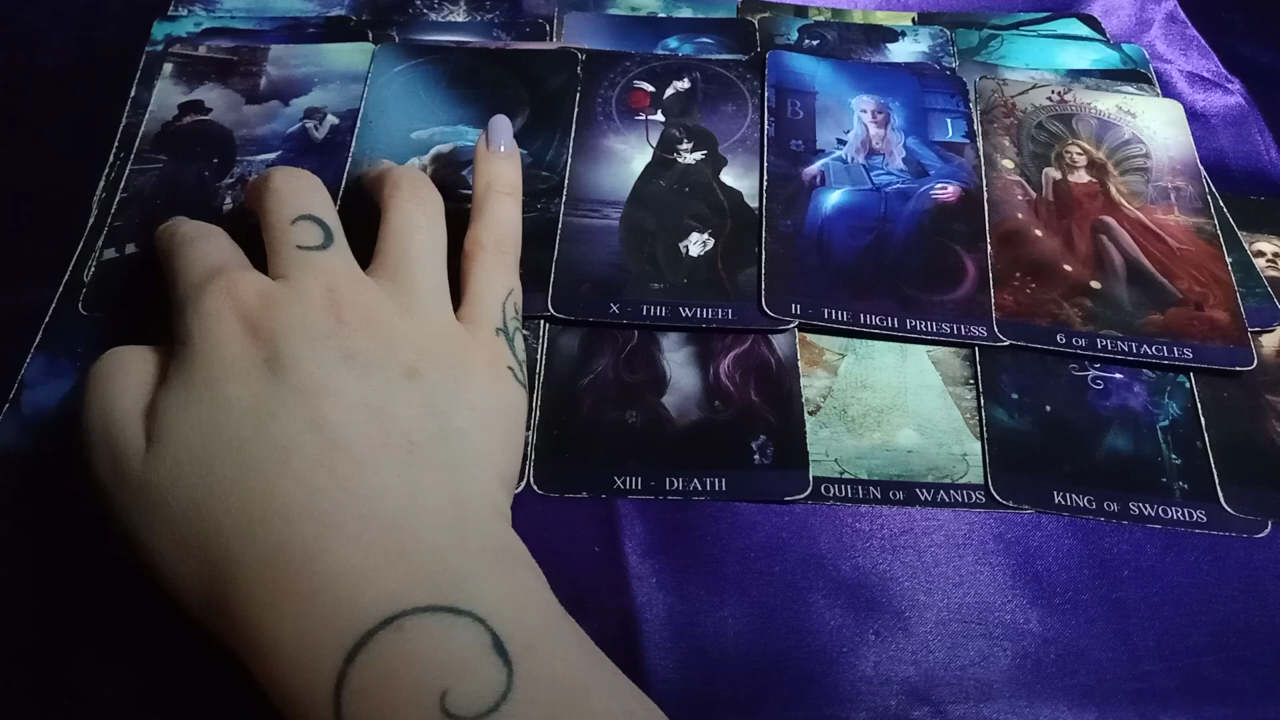 B J
X - THE WHEEL
II - THE HIGH PRIESTESS
6 OF PENTACLES
XIII - DEATH
QUEEN OF WANDS
KING OF SWORDS